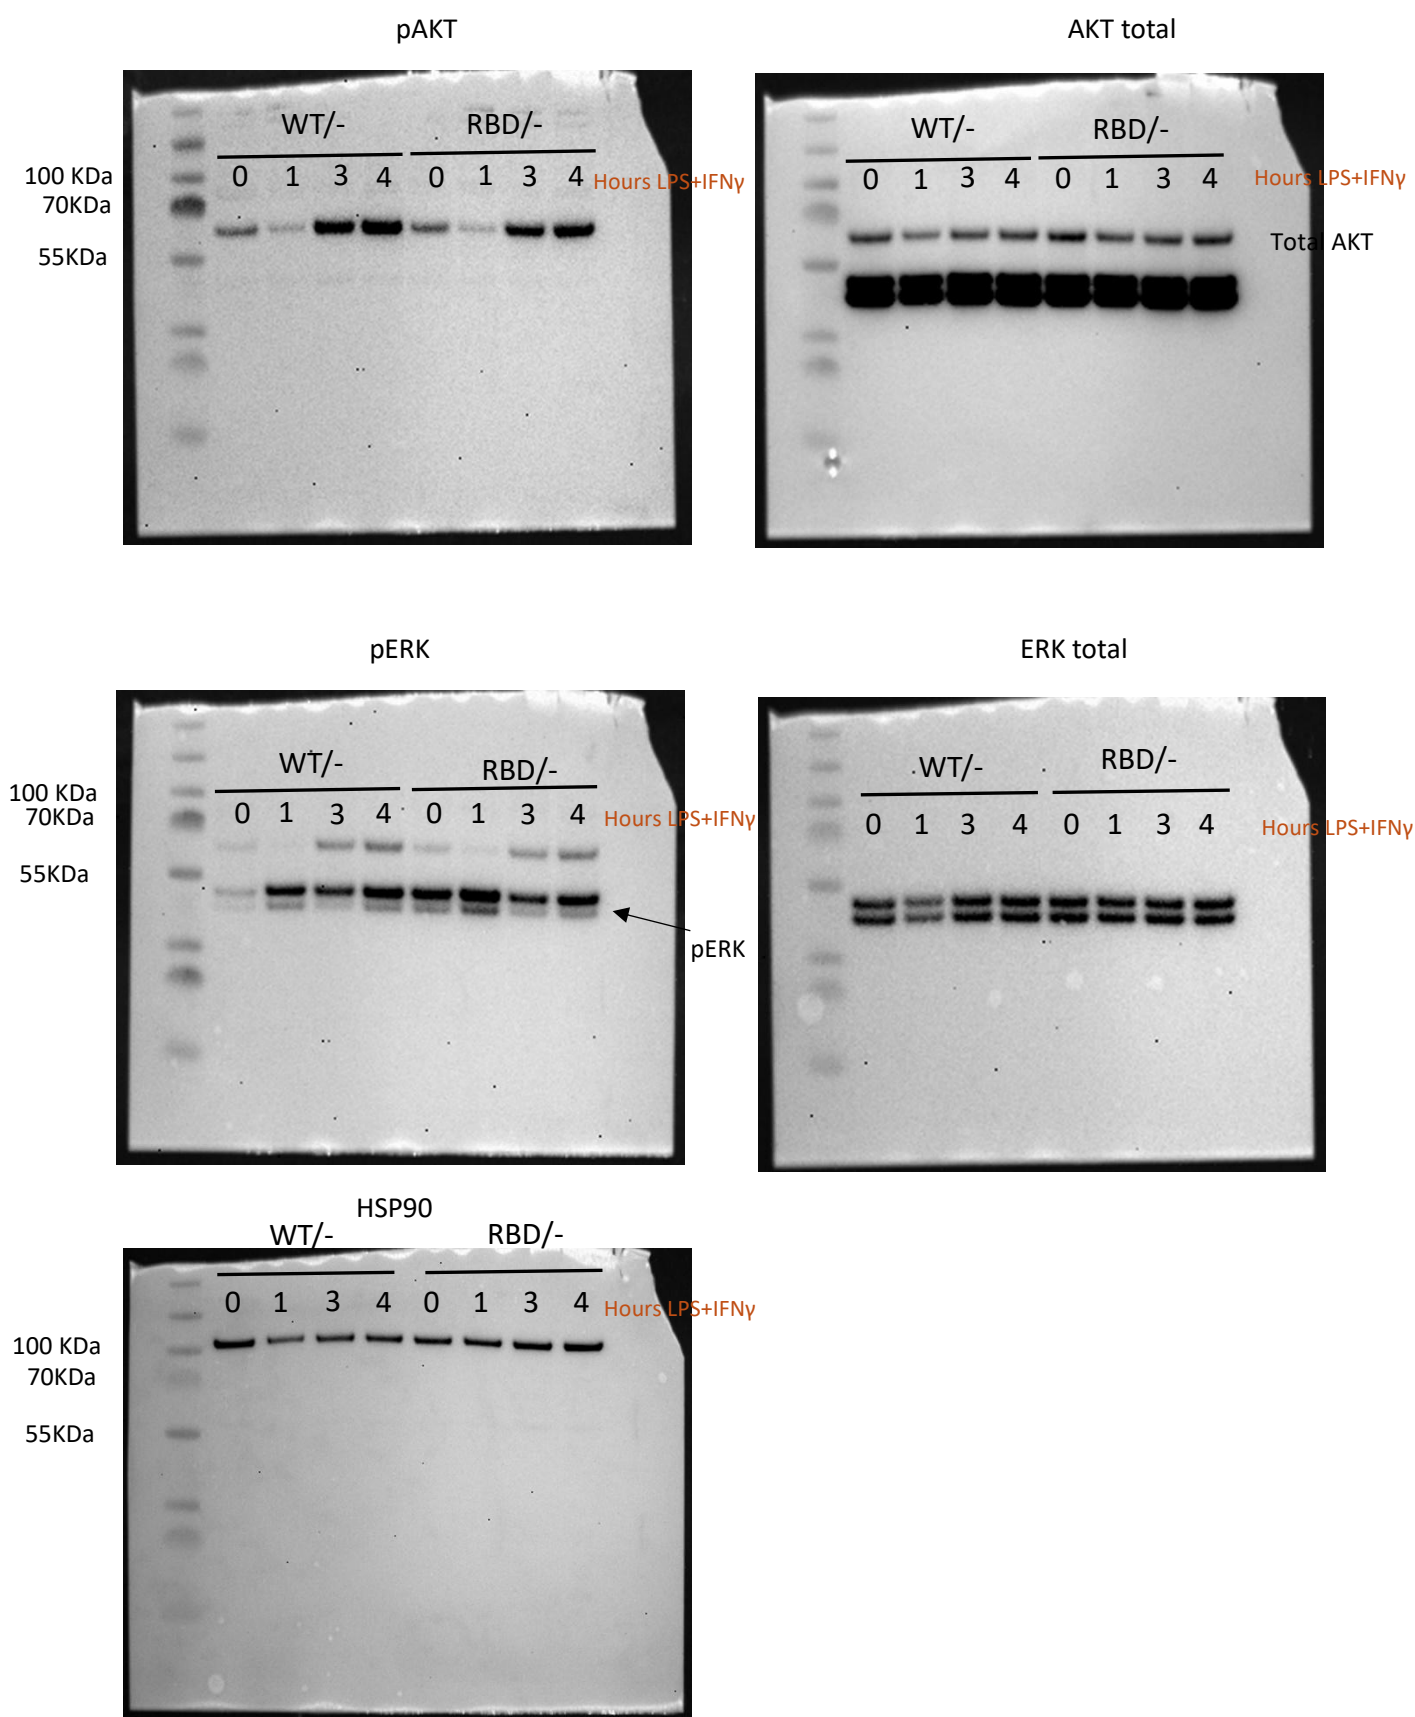 pAKT
AKT total
WT/- RBD/-
WT/- RBD/-
100 KDa
0 1 3 4 0 1 3 4 Hours LPS+IFNγ
0 1 3 4 0 1 3 4 Hours LPS+IFNγ
70KDa
55KDa
Total AKT
pERK
ERK total
WT/- RBD/-
WT/- RBD/-
100 KDa
70KDa
0 1 3 4 0 1 3 4 Hours LPS+IFNγ
0 1 3 4 0 1 3 4 Hours LPS+IFNγ
55KDa
pERK
HSP90
WT/- RBD/-
0 1 3 4 0 1 3 4 Hours LPS+IFNγ
100 KDa
70KDa
55KDa